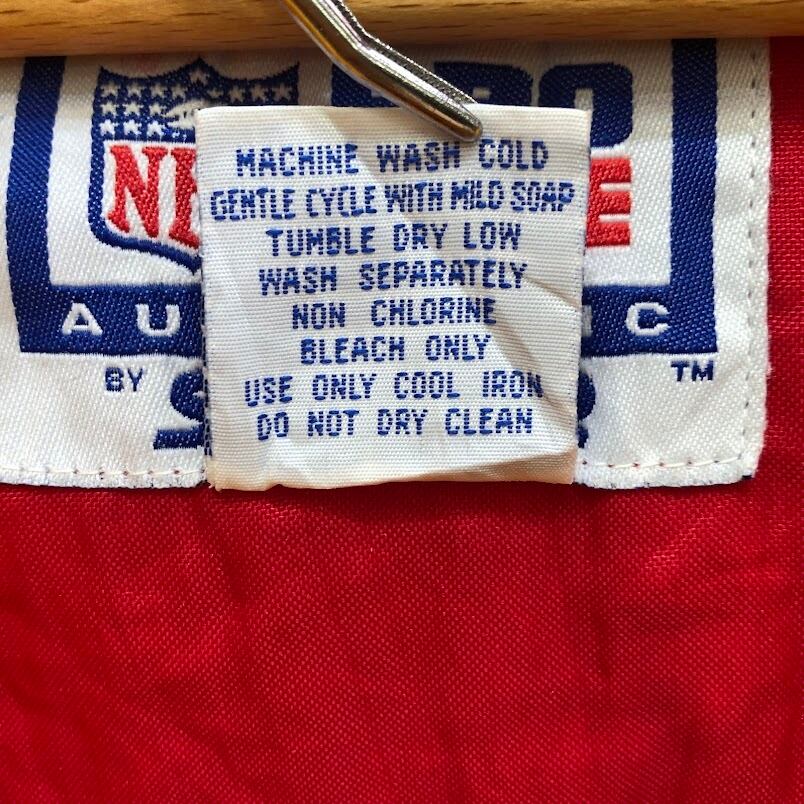 MACHINE WASH COLD
GENTLE CYCLE WITH MILD SOAP
TUMBLE DRY LOW
WASH SEPARATELY
NON CHLORINE
BLEACH ONLY
USE ONLY COOL IRON
DO NOT DRY CLEAN
BY
TM